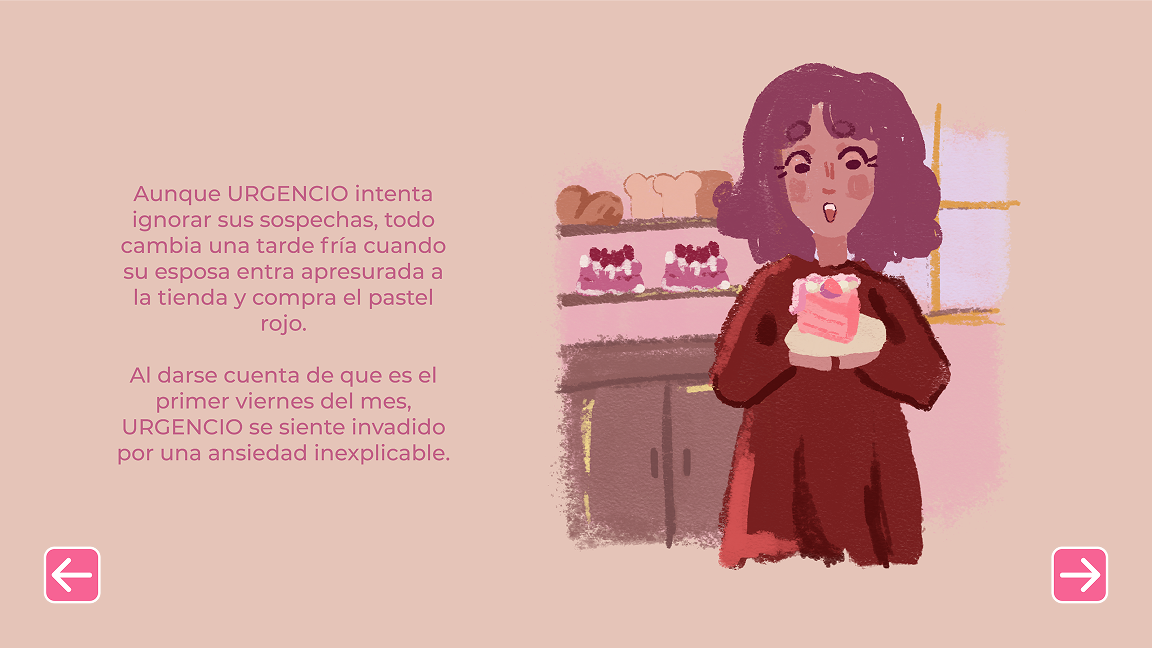 Aunque URGENCIO intenta
ignorar sus sospechas, todo
cambia una tarde fría cuando
su esposa entra apresurada a
la tienda y compra el pastel
rojo.
Al darse cuenta de que es el
primer viernes del mes,
URGENCIO se siente invadido
por una ansiedad inexplicable.